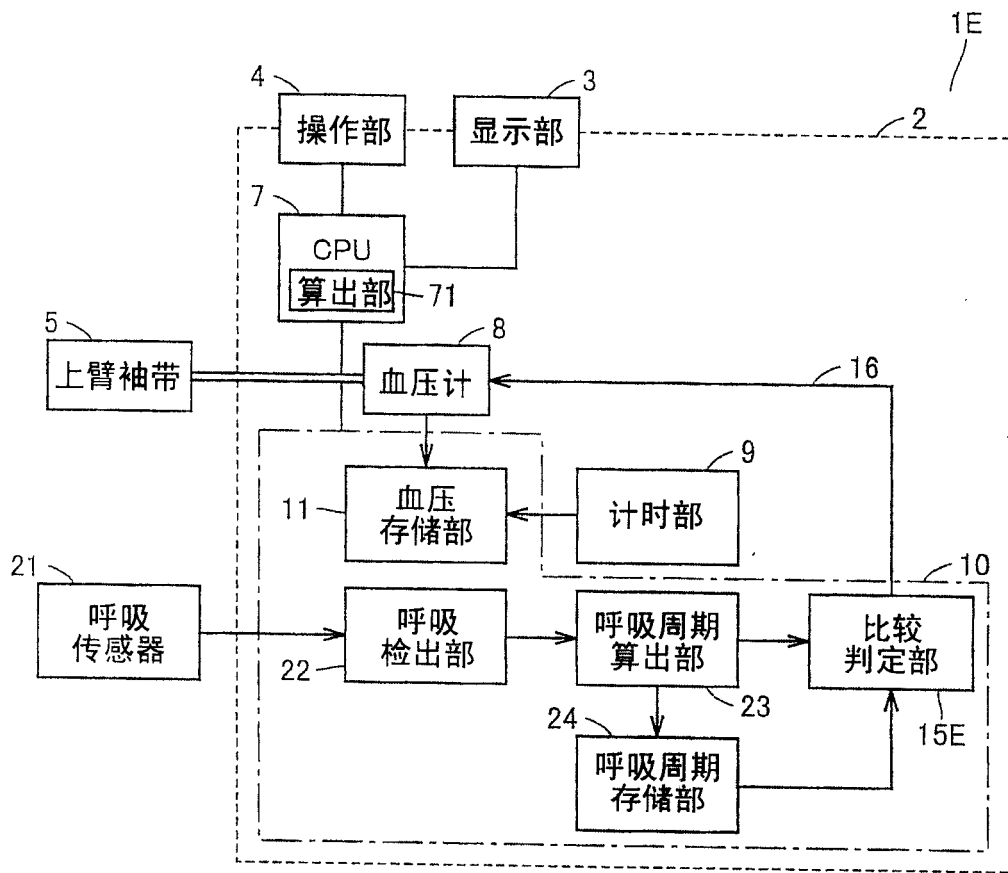 1E
4
3
2
操作部
显示部
7
CPU
算出部
71
5
8
上臂袖带
血压计
16
9
11
血压
存储部
计时部
21
10
呼吸
传感器
呼吸
检出部
22
呼吸周期
算出部
23
比较
判定部
15E
24
呼吸周期
存储部